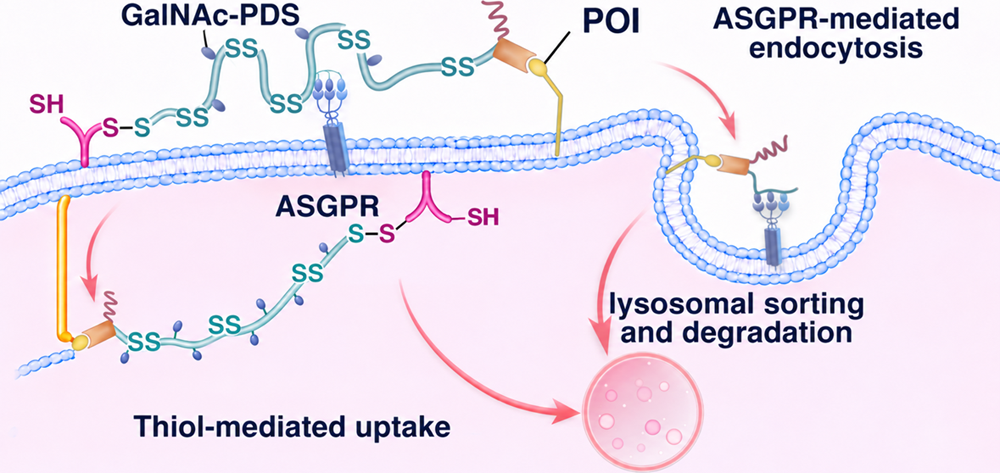 GalNAc-PDS
POI
ASGPR-mediated
endocytosis
SS
SS
SS
SS
SS
SH
S–S
ASGPR
SH
S–S
SS
SS
SS
lysosomal sorting
and degradation
Thiol-mediated uptake